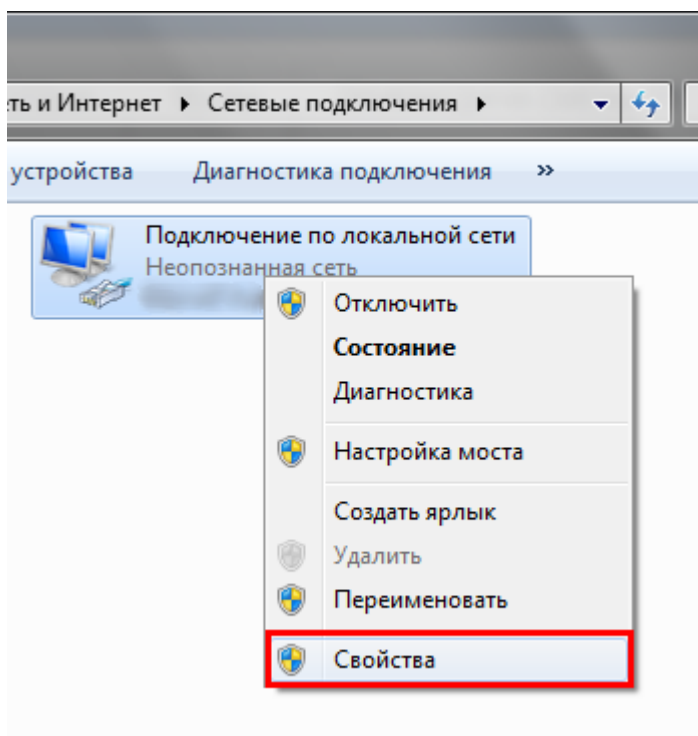 ть и Интернет ▸ Сетевые подключения ▸
устройства Диагностика подключения »
Подключение по локальной сети
Неопознанная сеть
Отключить
Состояние
Диагностика
Настройка моста
Создать ярлык
Удалить
Переименовать
Свойства